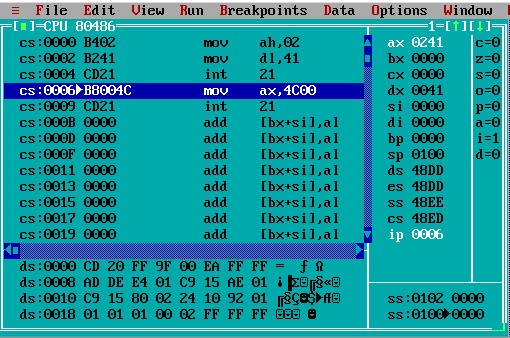 ≡ File Edit View Run Breakpoints Data Options Window
[■]=CPU 80486 1=[↑][↓]
cs:0000 B402 mov ah,02 ax 0241 c=0
cs:0002 B241 mov dl,41 bx 0000 z=0
cs:0004 CD21 int 21 cx 0000 s=0
cs:0006►B8004C mov ax,4C00 dx 0041 o=0
cs:0009 CD21 int 21 si 0000 p=0
cs:000B 0000 add [bx+si],al di 0000 a=0
cs:000D 0000 add [bx+si],al bp 0000 i=1
cs:000F 0000 add [bx+si],al sp 0100 d=0
cs:0011 0000 add [bx+si],al ds 48DD
cs:0013 0000 add [bx+si],al es 48DD
cs:0015 0000 add [bx+si],al ss 48EE
cs:0017 0000 add [bx+si],al cs 48ED
cs:0019 0000 add [bx+si],al ip 0006
ds:0000 CD 20 FF 9F 00 EA FF FF = ƒ Ω
ds:0008 AD DE E4 01 C9 15 AE 01 ¡▐Σ☺╔§«☺
ds:0010 C9 15 80 02 24 10 92 01 ╔§Ç☻$►Æ☺ ss:0102 0000
ds:0018 01 01 01 00 02 FF FF FF ☺☺☺ ☻ ss:0100►0000